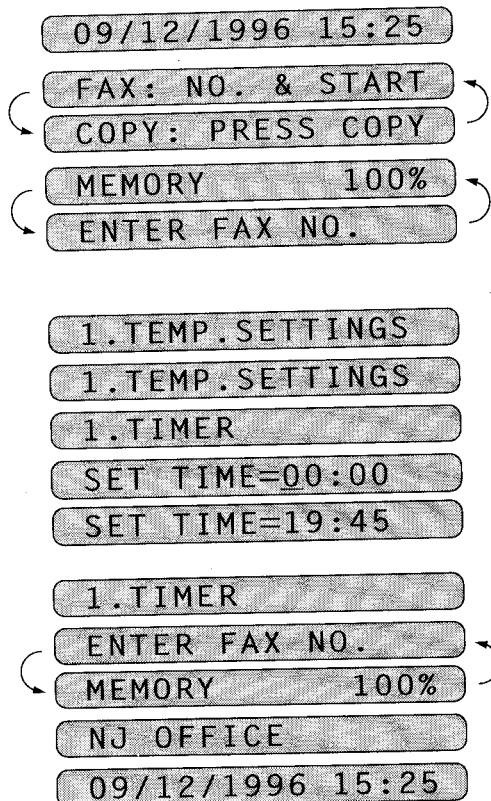 09/12/1996 15:25
FAX: NO. & START
COPY: PRESS COPY
MEMORY 100%
ENTER FAX NO.
1.TEMP.SETTINGS
1.TEMP.SETTINGS
1.TIMER
SET TIME=00:00
SET TIME=19:45
1.TIMER
ENTER FAX NO.
MEMORY 100%
NJ OFFICE
09/12/1996 15:25